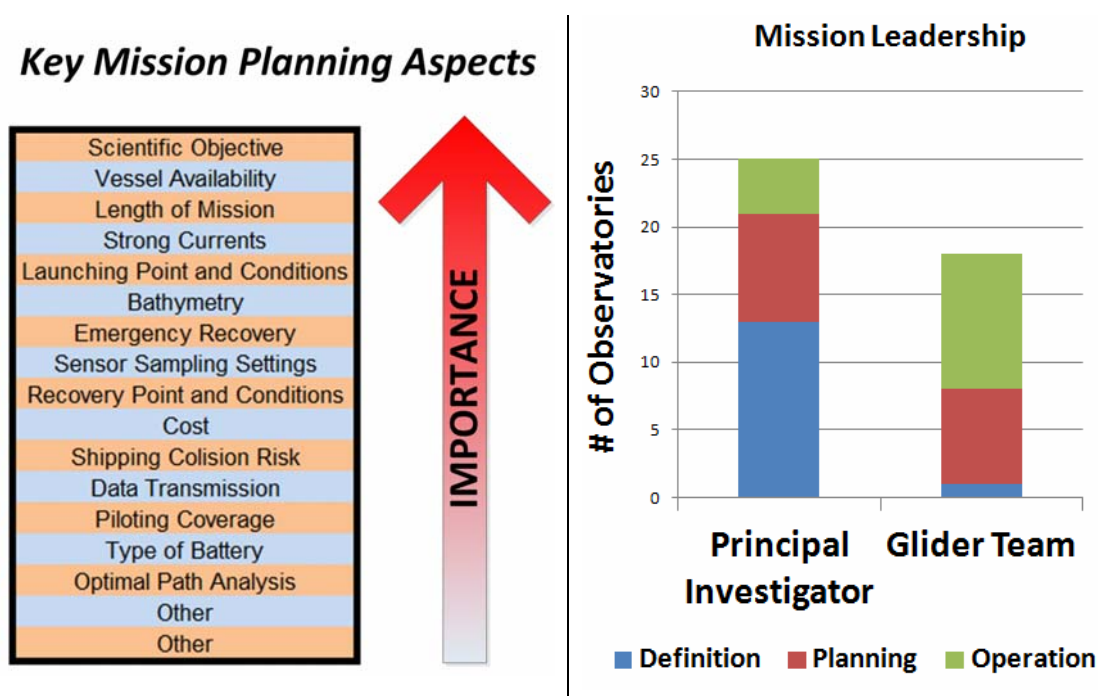 Key Mission Planning Aspects
Scientific Objective
Vessel Availability
Length of Mission
Strong Currents
Launching Point and Conditions
Bathymetry
Emergency Recovery
Sensor Sampling Settings
Recovery Point and Conditions
Cost
Shipping Colision Risk
Data Transmission
Piloting Coverage
Type of Battery
Optimal Path Analysis
Other
Other
IMPORTANCE
Mission Leadership
# of Observatories
30
25
20
15
10
5
0
Principal
Investigator
Glider Team
Definition
Planning
Operation